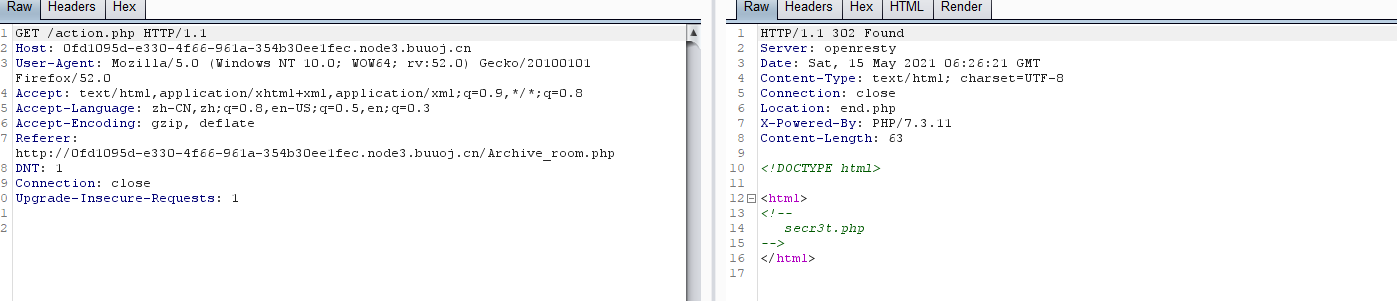 Raw Headers Hex
1 GET /action.php HTTP/1.1
2 Host: 0fd1095d-e330-4f66-961a-354b30ee1fec.node3.buuoj.cn
3 User-Agent: Mozilla/5.0 (Windows NT 10.0; WOW64; rv:52.0) Gecko/20100101
Firefox/52.0
4 Accept: text/html,application/xhtml+xml,application/xml;q=0.9,*/*;q=0.8
5 Accept-Language: zh-CN,zh;q=0.8,en-US;q=0.5,en;q=0.3
6 Accept-Encoding: gzip, deflate
7 Referer:
http://0fd1095d-e330-4f66-961a-354b30ee1fec.node3.buuoj.cn/Archive_room.php
8 DNT: 1
9 Connection: close
0 Upgrade-Insecure-Requests: 1
1
2
Raw Headers Hex HTML Render
1 HTTP/1.1 302 Found
2 Server: openresty
3 Date: Sat, 15 May 2021 06:26:21 GMT
4 Content-Type: text/html; charset=UTF-8
5 Connection: close
6 Location: end.php
7 X-Powered-By: PHP/7.3.11
8 Content-Length: 63
9
10 <!DOCTYPE html>
11
12 <html>
13 <!--
14 secr3t.php
15 -->
16 </html>
17